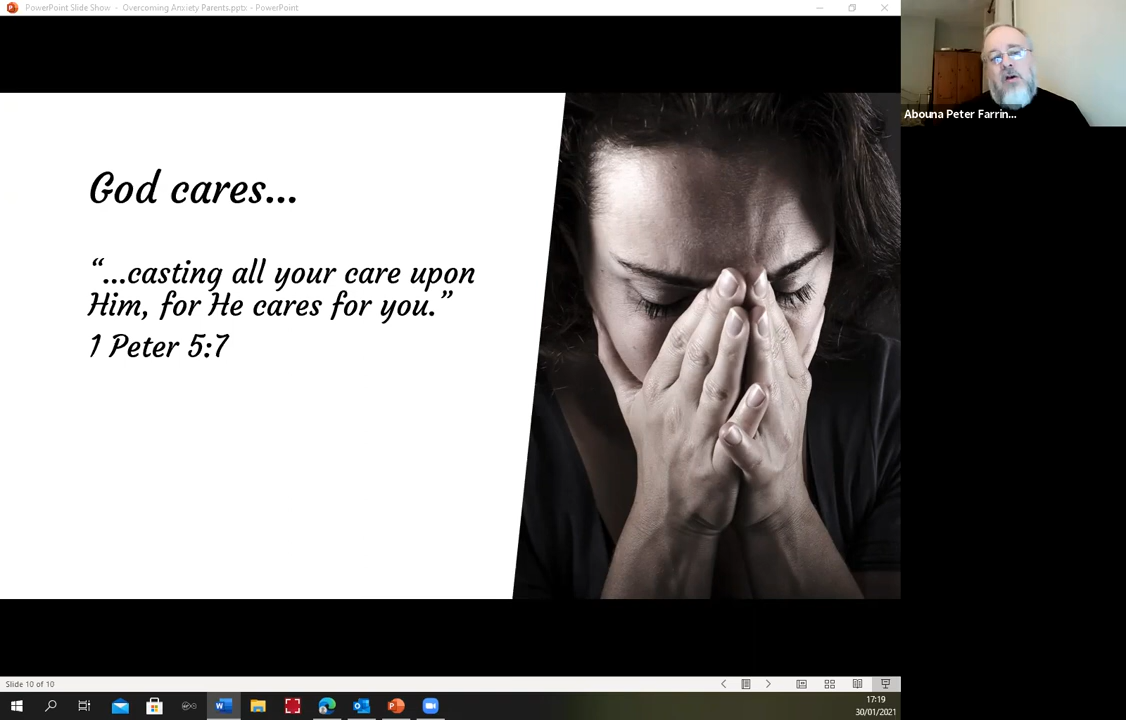 PowerPoint Slide Show - Overcoming Anxiety Parents.pptx - PowerPoint
Abouna Peter Farrin...
God cares...
“...casting all your care upon
Him, for He cares for you.”
1 Peter 5:7
Slide 10 of 10
17:19
30/01/2021